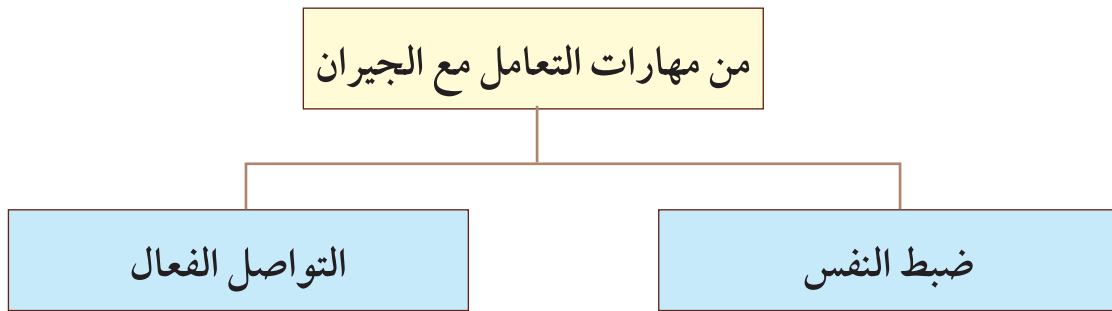 من مهارات التعامل مع الجيران
ضبط النفس
التواصل الفعال